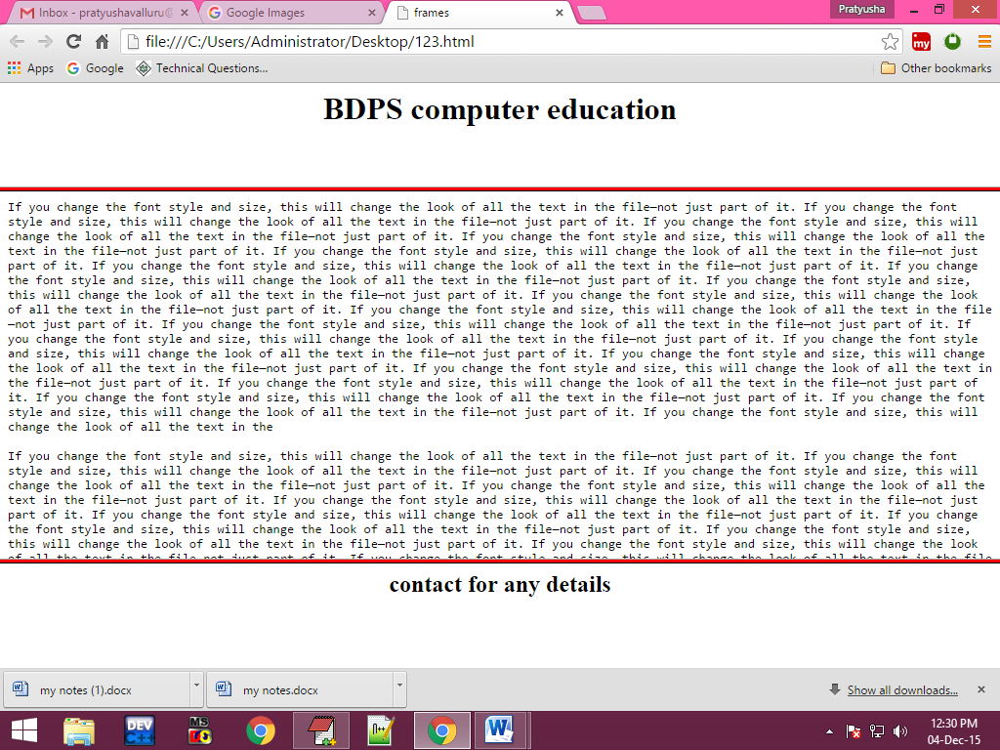 Inbox - pratyushavalluru@
Google Images
frames
Pratyusha
file:///C:/Users/Administrator/Desktop/123.html
my
Apps
Google
Technical Questions...
Other bookmarks
BDPS computer education
If you change the font style and size, this will change the look of all the text in the file—not just part of it. If you change the font
style and size, this will change the look of all the text in the file—not just part of it. If you change the font style and size, this will
change the look of all the text in the file—not just part of it. If you change the font style and size, this will change the look of all the
text in the file—not just part of it. If you change the font style and size, this will change the look of all the text in the file—not just
part of it. If you change the font style and size, this will change the look of all the text in the file—not just part of it. If you change
the font style and size, this will change the look of all the text in the file—not just part of it. If you change the font style and size,
this will change the look of all the text in the file—not just part of it. If you change the font style and size, this will change the look
of all the text in the file—not just part of it. If you change the font style and size, this will change the look of all the text in the file
—not just part of it. If you change the font style and size, this will change the look of all the text in the file—not just part of it. If
you change the font style and size, this will change the look of all the text in the file—not just part of it. If you change the font style
and size, this will change the look of all the text in the file—not just part of it. If you change the font style and size, this will change
the look of all the text in the file—not just part of it. If you change the font style and size, this will change the look of all the text in
the file—not just part of it. If you change the font style and size, this will change the look of all the text in the file—not just part of
it. If you change the font style and size, this will change the look of all the text in the file—not just part of it. If you change the font
style and size, this will change the look of all the text in the file—not just part of it. If you change the font style and size, this will
change the look of all the text in the
If you change the font style and size, this will change the look of all the text in the file—not just part of it. If you change the font
style and size, this will change the look of all the text in the file—not just part of it. If you change the font style and size, this will
change the look of all the text in the file—not just part of it. If you change the font style and size, this will change the look of all the
text in the file—not just part of it. If you change the font style and size, this will change the look of all the text in the file—not just
part of it. If you change the font style and size, this will change the look of all the text in the file—not just part of it. If you change
the font style and size, this will change the look of all the text in the file—not just part of it. If you change the font style and size,
this will change the look of all the text in the file—not just part of it. If you change the font style and size, this will change the look
of all the text in the file—not just part of it. If you change the font style and size, this will change the look of all the text in the file
contact for any details
my notes (1).docx
my notes.docx
Show all downloads...
DEV
C++
MS
12:30 PM
04-Dec-15